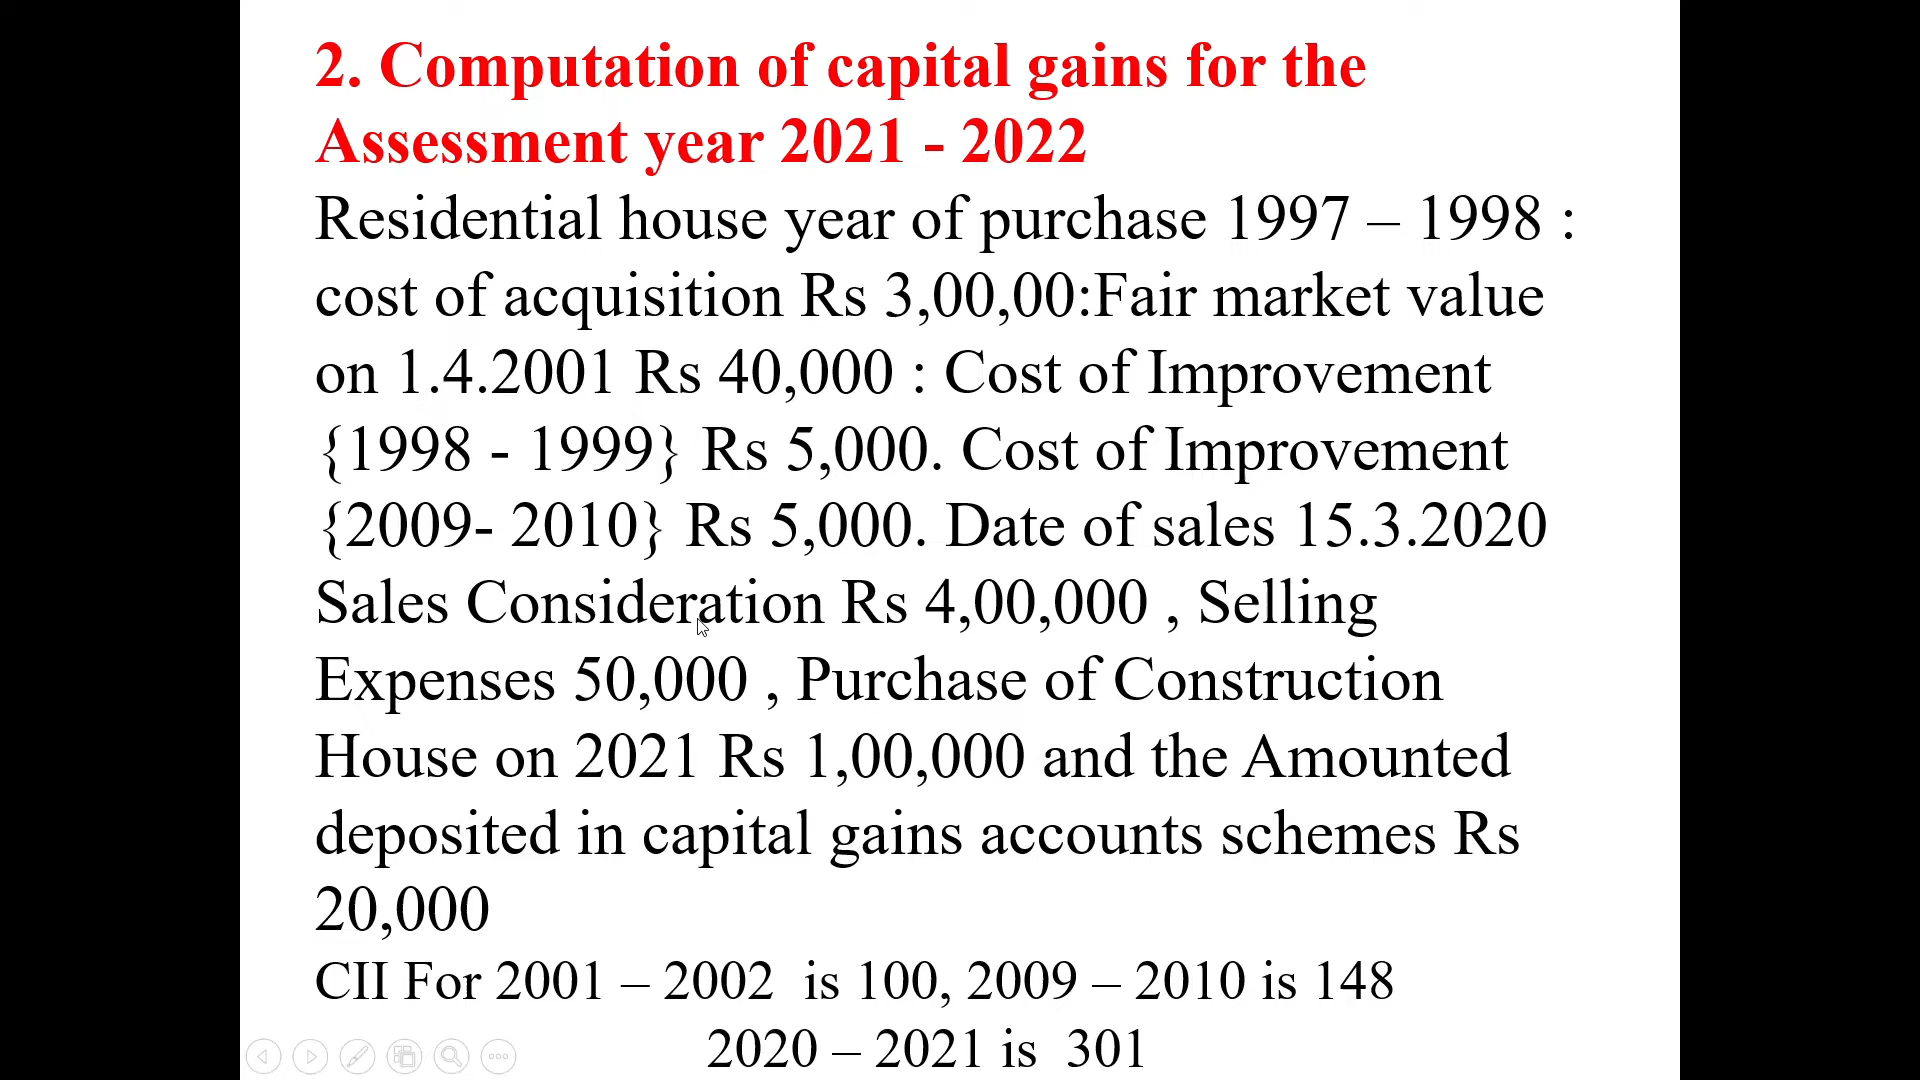 2. Computation of capital gains for the
Assessment year 2021 - 2022
Residential house year of purchase 1997 – 1998 :
cost of acquisition Rs 3,00,00:Fair market value
on 1.4.2001 Rs 40,000 : Cost of Improvement
{1998 - 1999} Rs 5,000. Cost of Improvement
{2009- 2010} Rs 5,000. Date of sales 15.3.2020
Sales Consideration Rs 4,00,000 , Selling
Expenses 50,000 , Purchase of Construction
House on 2021 Rs 1,00,000 and the Amounted
deposited in capital gains accounts schemes Rs
20,000
CII For 2001 – 2002 is 100, 2009 – 2010 is 148
2020 – 2021 is 301